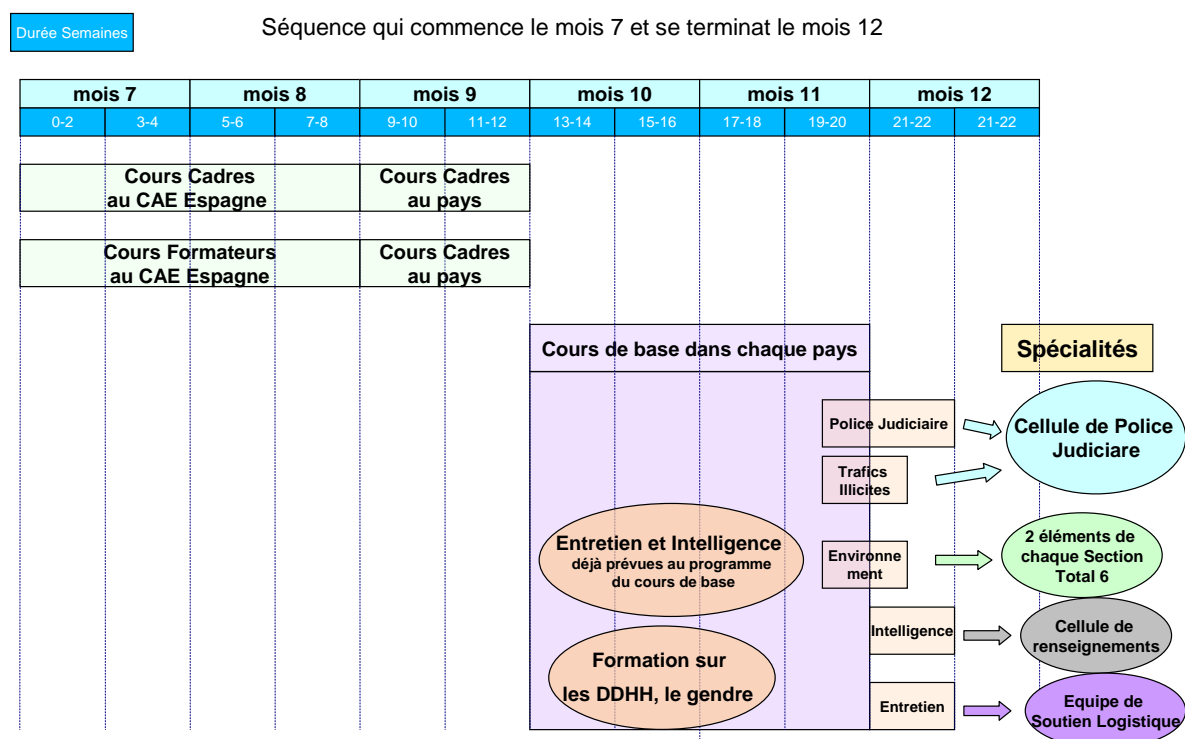 Durée Semaines
Séquence qui commence le mois 7 et se terminat le mois 12
mois 7 mois 8 mois 9 mois 10 mois 11 mois 12
0-2 3-4 5-6 7-8 9-10 11-12 13-14 15-16 17-18 19-20 21-22 21-22
Cours Cadres
au CAE Espagne
Cours Cadres
au pays
Cours Formateurs
au CAE Espagne
Cours Cadres
au pays
Cours de base dans chaque pays
Spécialités
Police Judiciaire
Cellule de Police
Judiciare
Trafics
Illicites
Entretien et Intelligence
déjà prévues au programme
du cours de base
Environne
ment
2 éléments de
chaque Section
Total 6
Intelligence
Cellule de
renseignements
Formation sur
les DDHH, le gendre
Entretien
Equipe de
Soutien Logistique